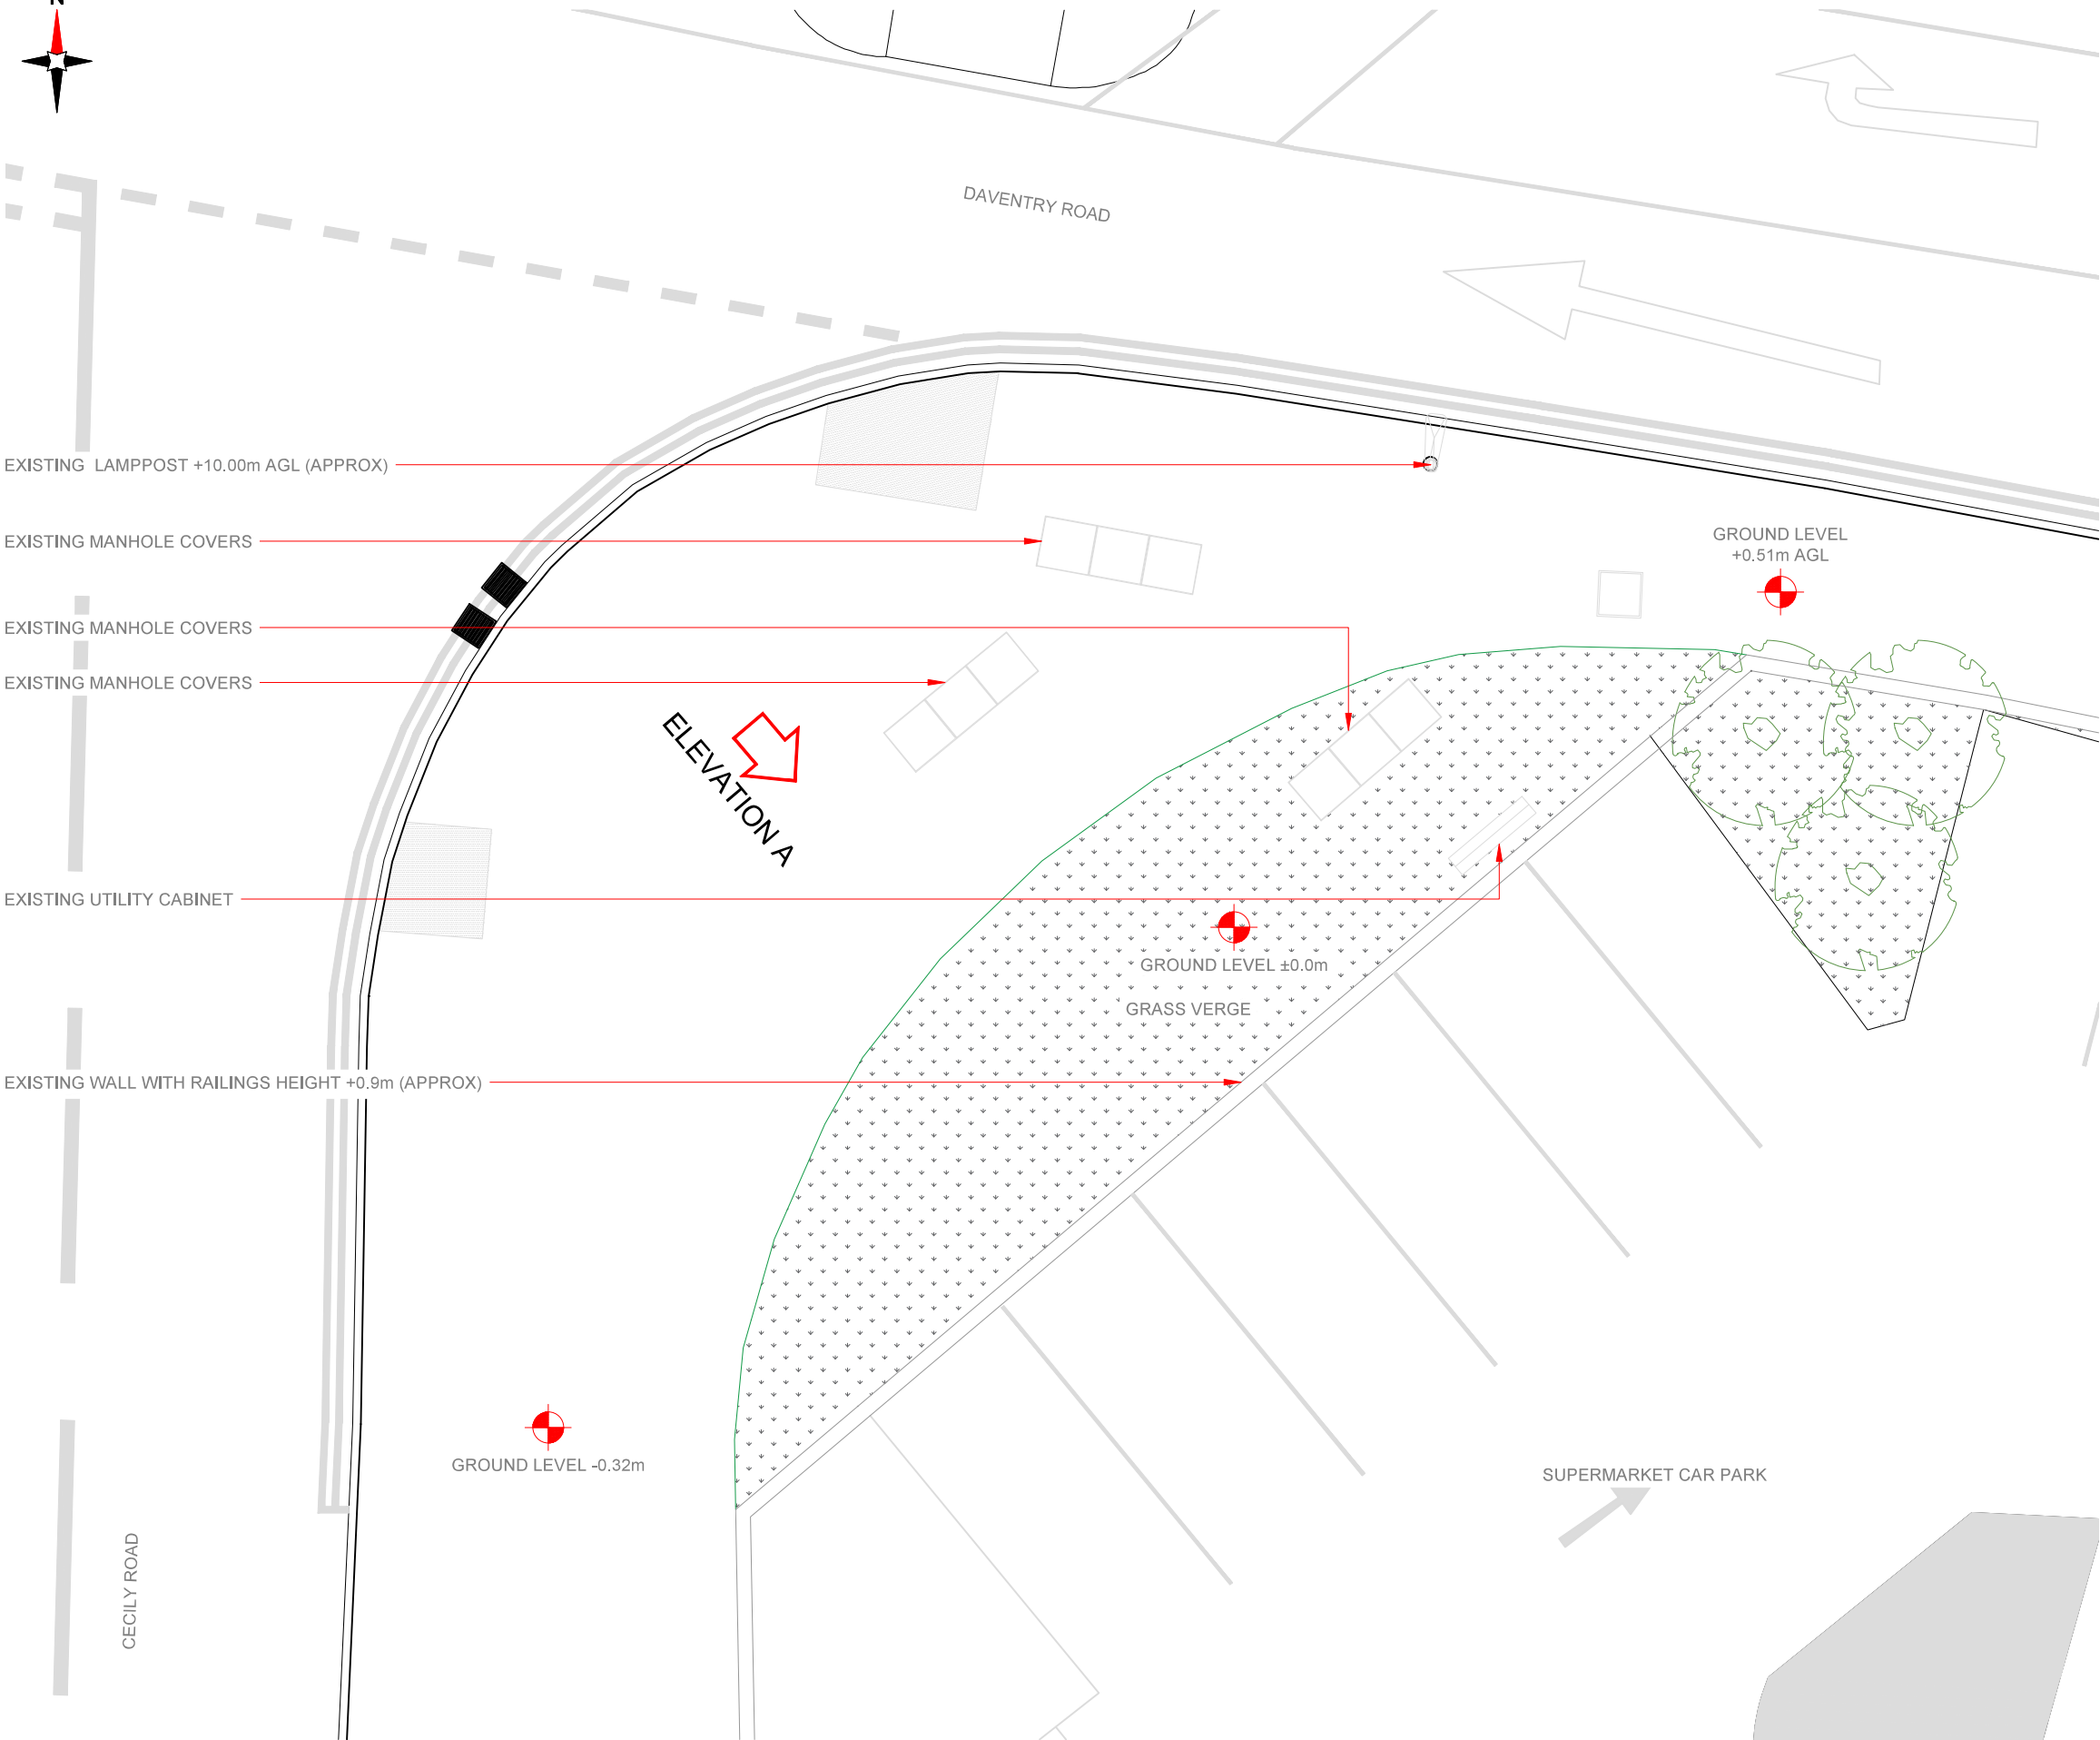 N
DAVENTRY ROAD
EXISTING LAMPPOST +10.00m AGL (APPROX)
EXISTING MANHOLE COVERS
GROUND LEVEL
+0.51m AGL
EXISTING MANHOLE COVERS
EXISTING MANHOLE COVERS
ELEVATION A
EXISTING UTILITY CABINET
GROUND LEVEL ±0.0m
GRASS VERGE
EXISTING WALL WITH RAILINGS HEIGHT +0.9m (APPROX)
GROUND LEVEL -0.32m
SUPERMARKET CAR PARK
CECILY ROAD